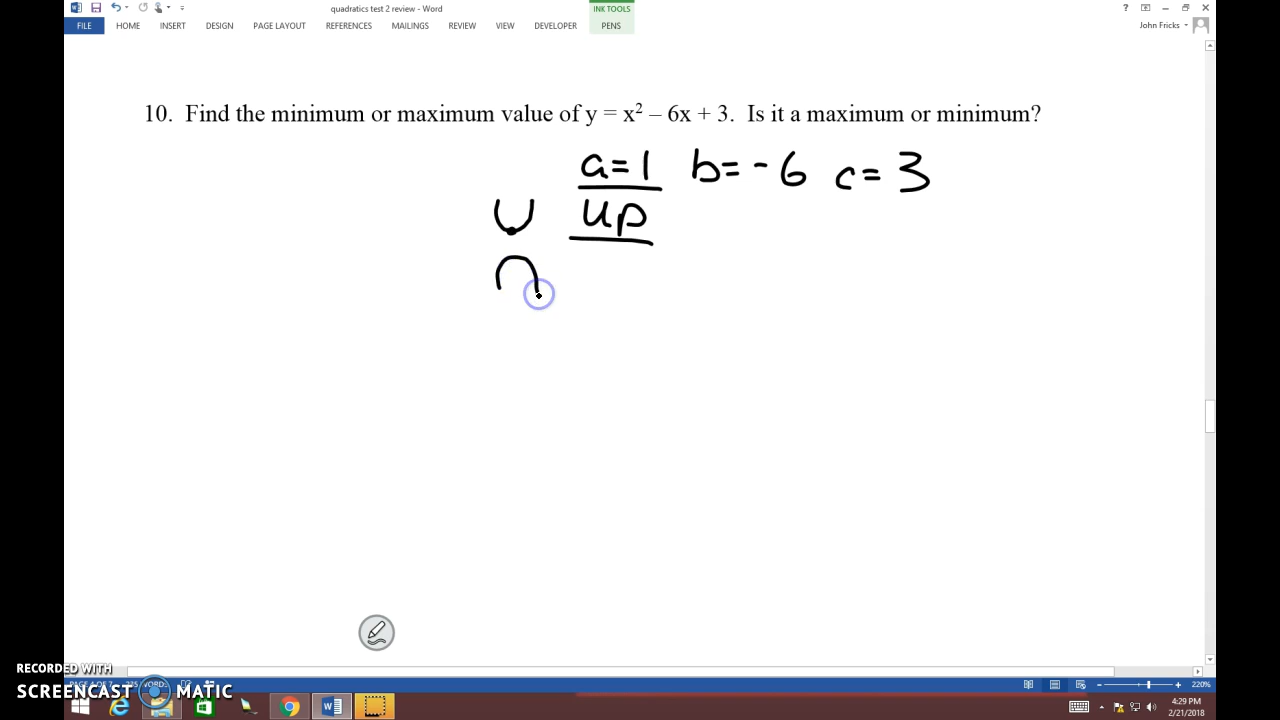 quadratics test 2 review - Word
INK TOOLS
FILE HOME INSERT DESIGN PAGE LAYOUT REFERENCES MAILINGS REVIEW VIEW DEVELOPER PENS
John Fricks
10. Find the minimum or maximum value of y = x² – 6x + 3. Is it a maximum or minimum?
a=1 b=-6 c=3
up
RECORDED WITH
SCREENCAST MATIC
220%
4:29 PM
2/21/2018